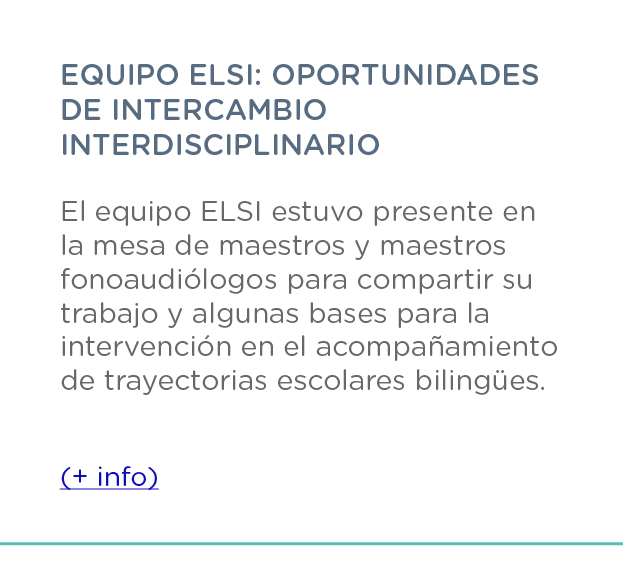 EQUIPO ELSI: OPORTUNIDADES
DE INTERCAMBIO
INTERDISCIPLINARIO
El equipo ELSI estuvo presente en
la mesa de maestros y maestros
fonoaudiólogos para compartir su
trabajo y algunas bases para la
intervención en el acompañamiento
de trayectorias escolares bilingües.
(+ info)